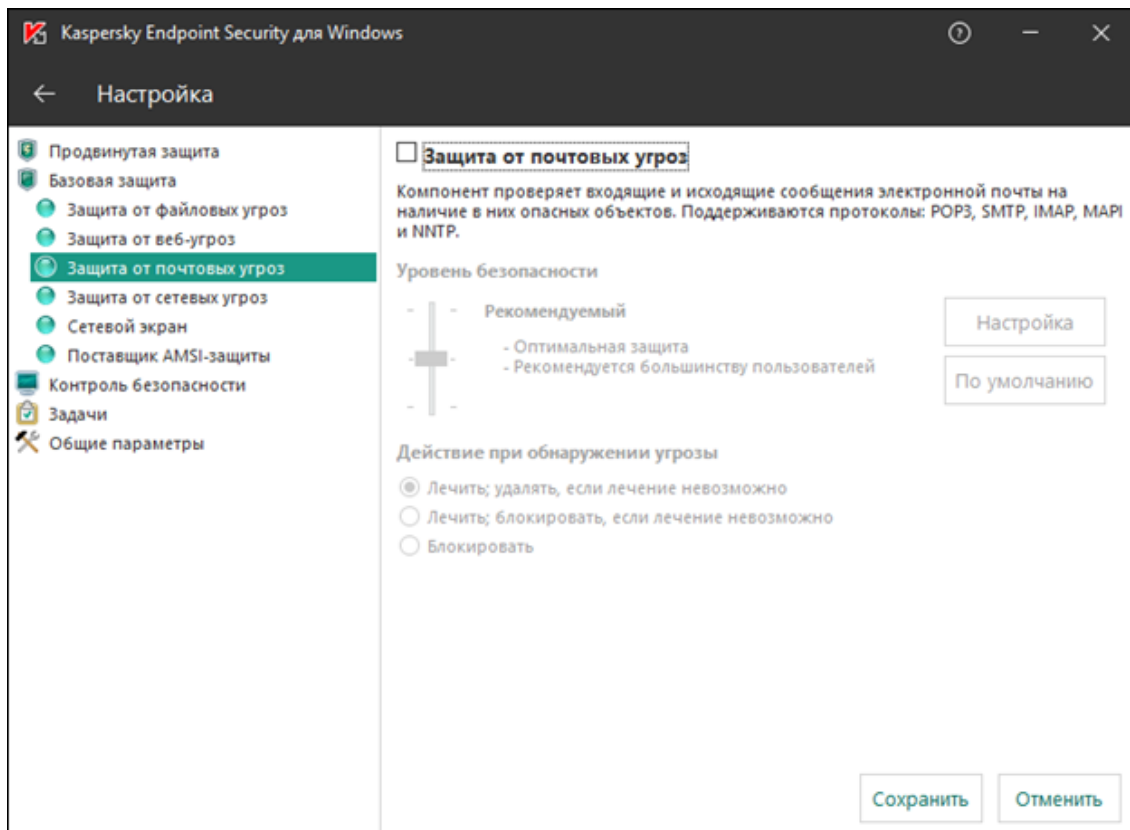 Kaspersky Endpoint Security для Windows
Настройка
Продвинутая защита
Базовая защита
Защита от файловых угроз
Защита от веб-угроз
Защита от почтовых угроз
Защита от сетевых угроз
Сетевой экран
Поставщик AMSI-защиты
Контроль безопасности
Задачи
Общие параметры
Защита от почтовых угроз
Компонент проверяет входящие и исходящие сообщения электронной почты на
наличие в них опасных объектов. Поддерживаются протоколы: POP3, SMTP, IMAP, MAPI
и NNTP.
Уровень безопасности
Рекомендуемый
- Оптимальная защита
- Рекомендуется большинству пользователей
Настройка
По умолчанию
Действие при обнаружении угрозы
Лечить; удалять, если лечение невозможно
Лечить; блокировать, если лечение невозможно
Блокировать
Сохранить
Отменить